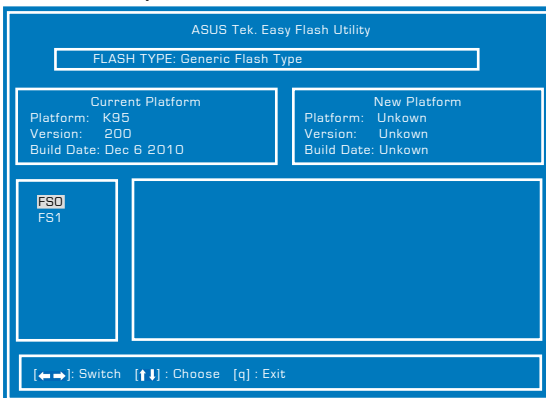 ASUS Tek. Easy Flash Utility
FLASH TYPE: Generic Flash Type
Current Platform
Platform: K95
Version: 200
Build Date: Dec 6 2010
New Platform
Platform: Unkown
Version: Unkown
Build Date: Unkown
FS0
FS1
[←→]: Switch [↑↓] : Choose [q] : Exit